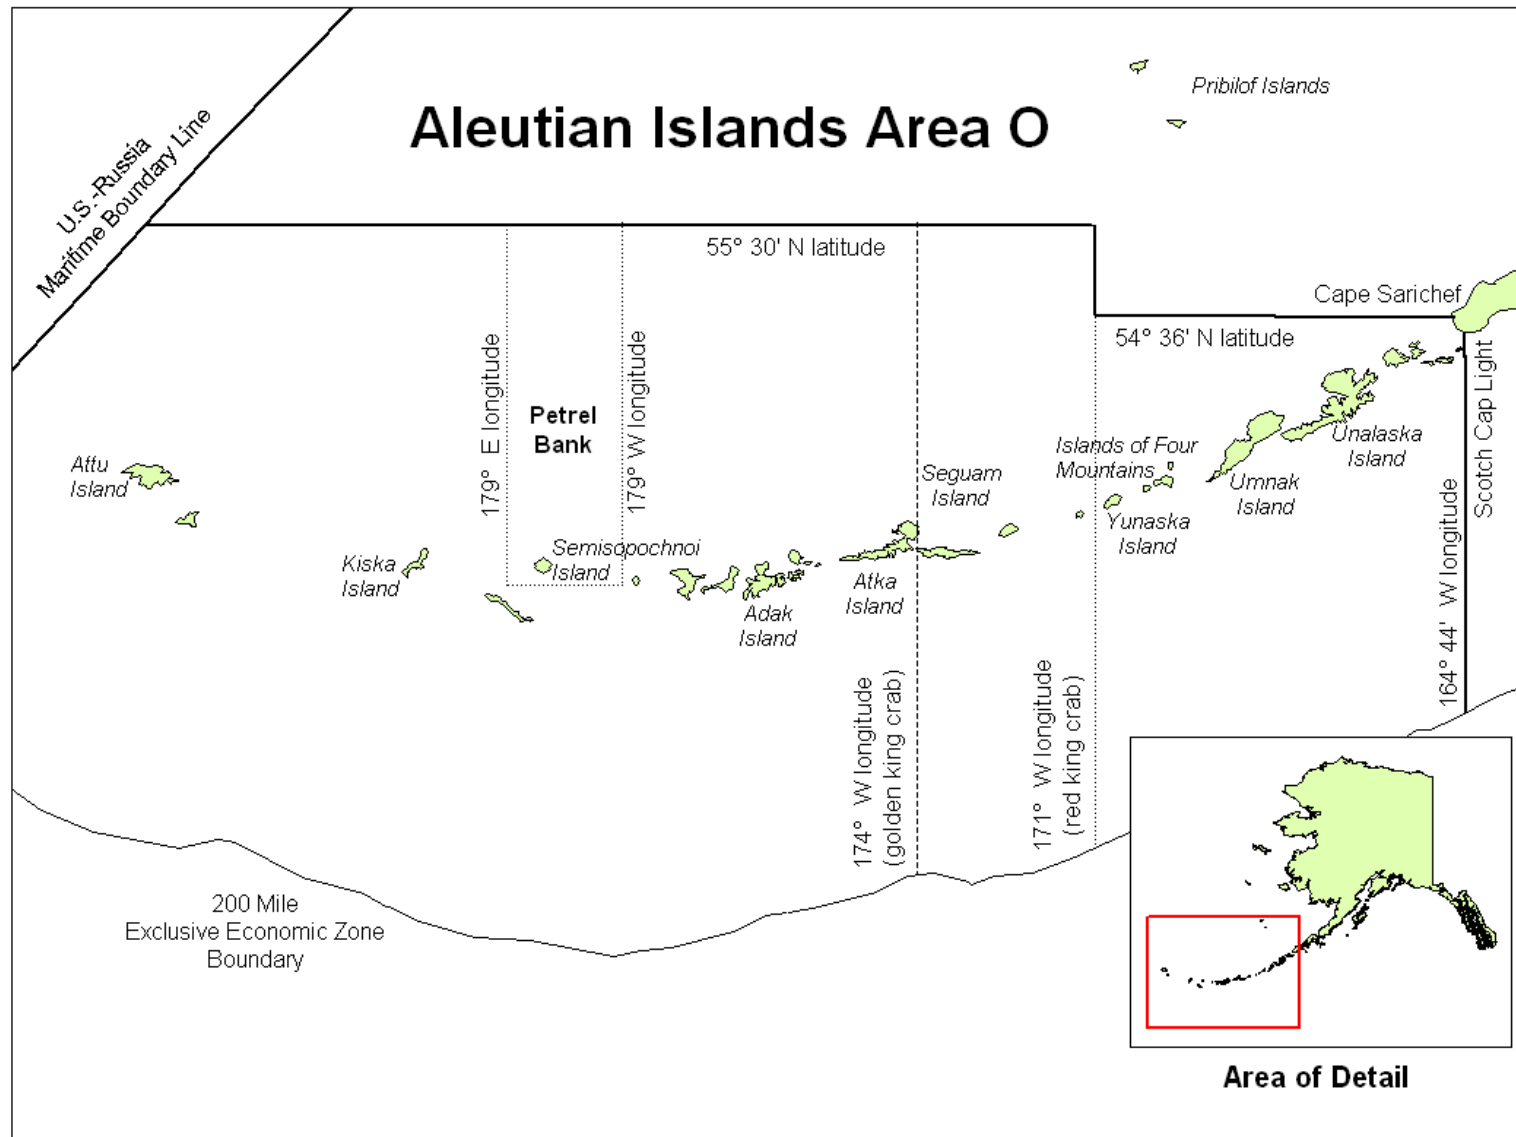 Pribilof Islands
Aleutian Islands Area O
U.S.-Russia
Maritime Boundary Line
55° 30' N latitude
Cape Sarichef
54° 36' N latitude
179° E longitude
Petrel
Bank
179° W longitude
Scotch Cap Light
164° 44' W longitude
Attu
Island
Kiska
Island
Semisopochnoi
Island
Adak
Island
Atka
Island
Seguam
Island
Islands of Four
Mountains
Yunaska
Island
Umnak
Island
Unalaska
Island
174° W longitude
(golden king crab)
171° W longitude
(red king crab)
200 Mile
Exclusive Economic Zone
Boundary
Area of Detail